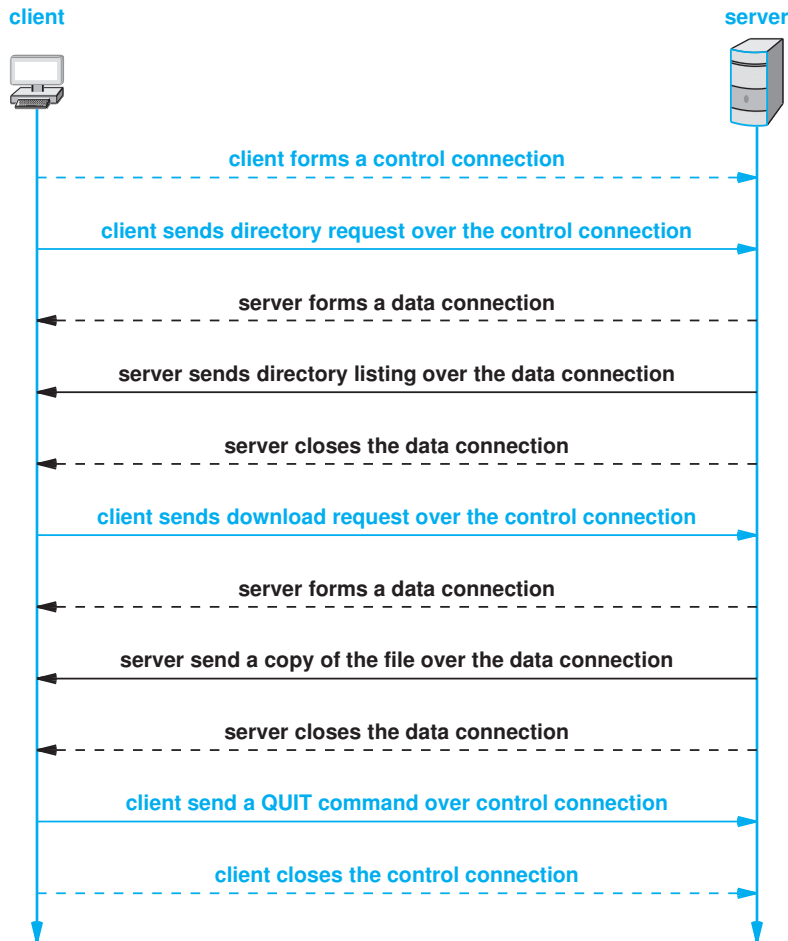 client
server
client forms a control connection
client sends directory request over the control connection
server forms a data connection
server sends directory listing over the data connection
server closes the data connection
client sends download request over the control connection
server forms a data connection
server send a copy of the file over the data connection
server closes the data connection
client send a QUIT command over control connection
client closes the control connection